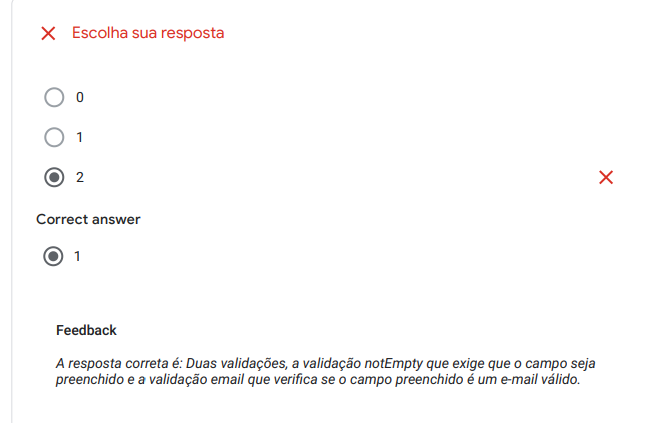 Escolha sua resposta
0
1
2
Correct answer
1
Feedback
A resposta correta é: Duas validações, a validação notEmpty que exige que o campo seja
preenchido e a validação email que verifica se o campo preenchido é um e-mail válido.